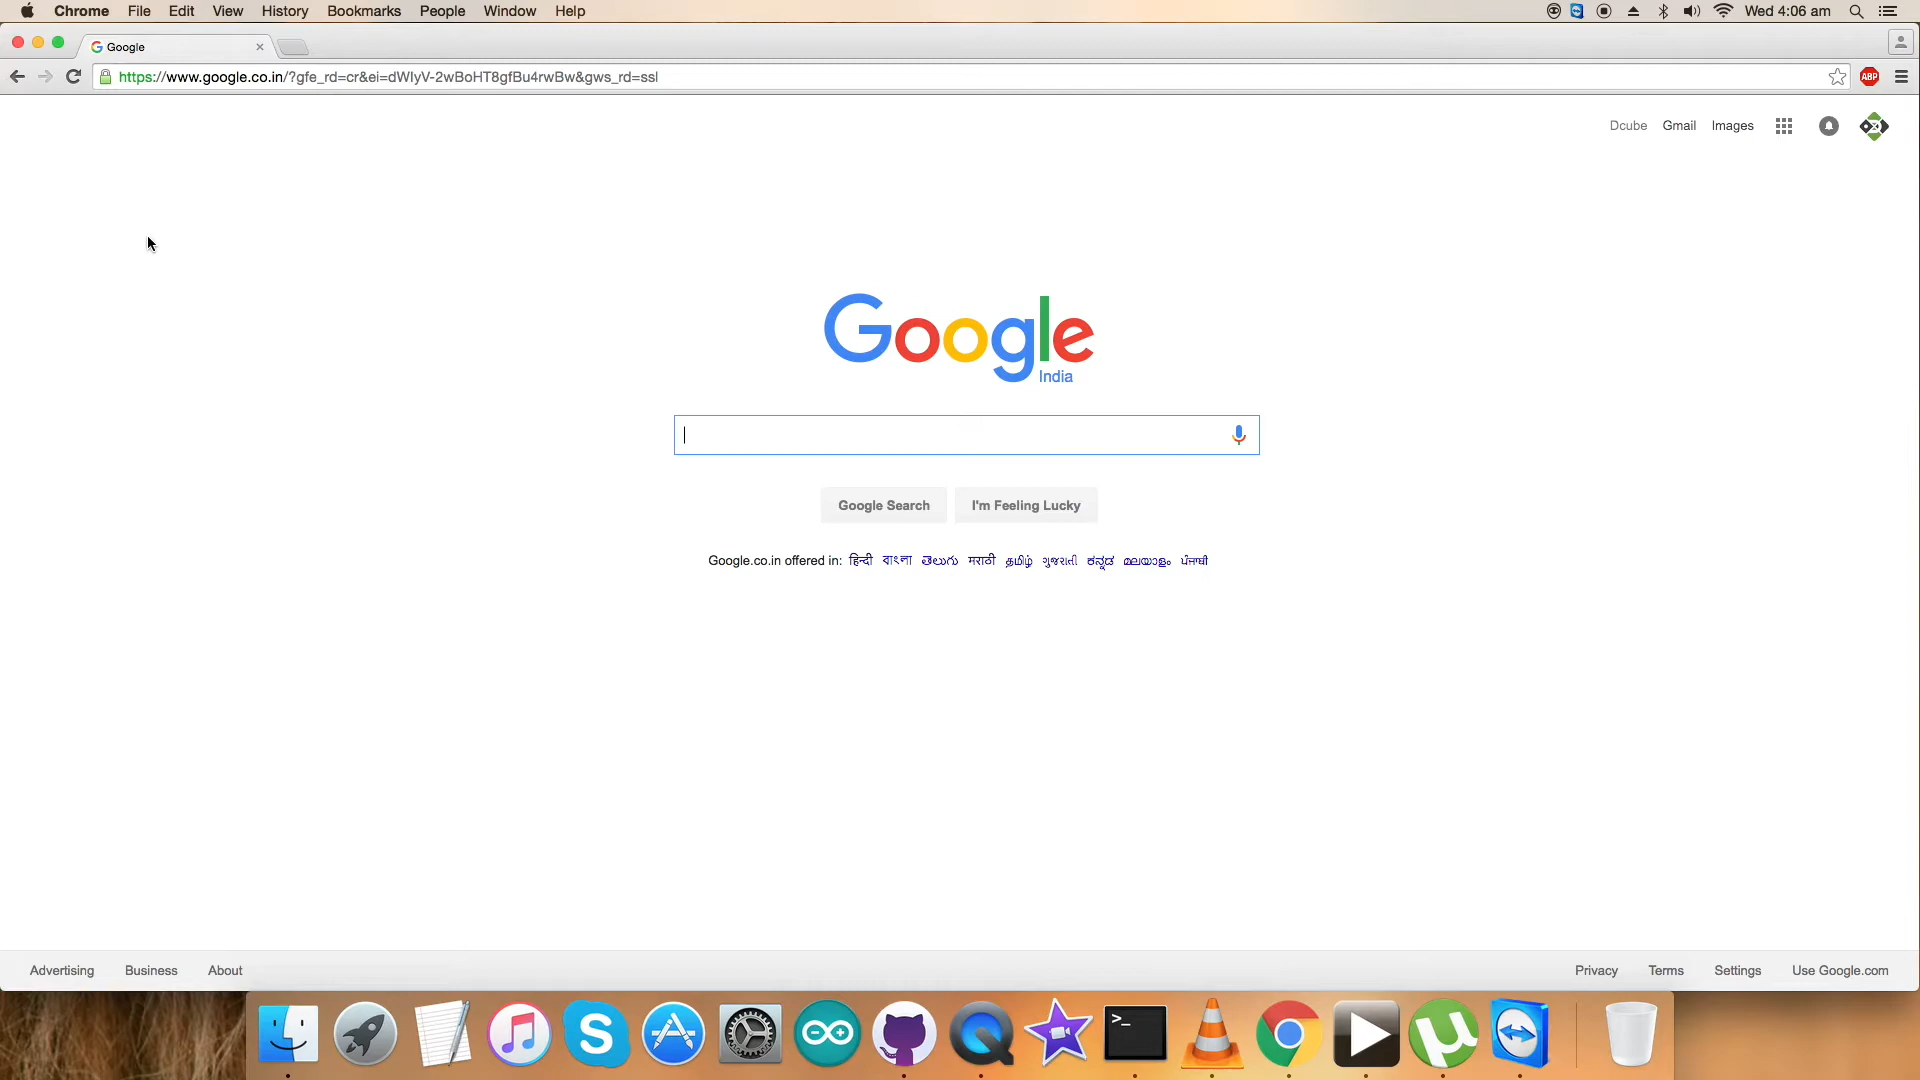 Chrome File Edit View History Bookmarks People Window Help Wed 4:06 am
Google
https://www.google.co.in/?gfe_rd=cr&ei=dWIyV-2wBoHT8gfBu4rwBw&gws_rd=ssl ABP
Dcube Gmail Images
Google
India
Google Search I'm Feeling Lucky
Google.co.in offered in: हिन्दी বাংলা తెలుగు मराठी தமிழ் ગુજરાતી ಕನ್ನಡ മലയാളം ਪੰਜਾਬੀ
Advertising Business About Privacy Terms Settings Use Google.com